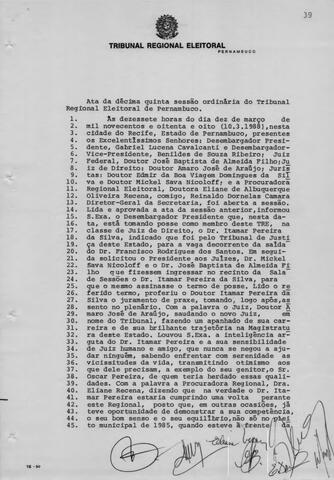 39
TRIBUNAL REGIONAL ELEITORAL
PERNAMBUCO
Ata da décima quinta sessão ordinária do Tribunal
Regional Eleitoral de Pernambuco.
1. Às dezessete horas do dia dez de março de
2. mil novecentos e oitenta e oito (10.3.1988),nesta
3. cidade do Recife, Estado de Pernambuco, presentes
4. os Excelentíssimos Senhores: Desembargador Presi-
5. dente, Gabriel Lucena Cavalcanti e Desembargador-
6. Vice-Presidente, Benildes de Souza Ribeiro; Juiz
7. Federal, Doutor José Baptista de Almeida Filho;Ju
8. iz de Direito; Doutor Amaro José de Araújo; Juris
9. tas: Doutor Edmir da Boa Viagem Domingues da Sil
10. va e Doutor Mickel Sava Nicoloff; e a Procuradora
11. Regional Eleitoral, Doutora Eliane de Albuquerque
12. Oliveira Recena, comigo, Arinaldo Dornelas Camara
13. Diretor-Geral da Secretaria, foi aberta a sessão.
14. Lida e aprovada a ata da sessão anterior,informou
15. S.Exa. o Desembargador Presidente que, nesta da-
16. ta,está tomando posse como membro deste TRE, na
17. classe de Juiz de Direito, o Dr. Itamar Pereira
18. da Silva, indicado que foi pelo Tribunal de Justi
19. ça deste Estado, para a vaga decorrente da saída
20. do Dr. Francisco Rodrigues dos Santos. Em segui-
21. da solicitou o Presidente aos Juízes, Dr. Mickel
22. Sava Nicoloff e o Dr. José Baptista de Almeida Fi
23. lho que fizessem ingressar no recinto da Sala
24. de Sessões o Dr. Itamar Pereira da Silva, para
25. que o mesmo assinasse o termo de posse. Lido o re
26. ferido termo, proferiu o Doutor Itamar Pereira da
27. Silva o juramento de praxe, tomando, logo após,as
28. sento no plenário. Com a palavra o Juiz, Doutor A
29. maro José de Araújo, saudando o novo Juiz, em
30. nome do Tribunal, fazendo um apanhado de sua car-
31. reira e de sua brilhante trajetória na Magistratu
32. ra deste Estado. Louvou S.Exa. a inteligência ar-
33. guta do Dr. Itamar Pereira e a sua sensibilidade
34. de Juiz humano e amigo, que nunca se negou a aju-
35. dar ninguém, sabendo enfrentar com serenidade as
36. vicissitudes da vida, transmitindo otimismo aos
37. que dele precisam, a exemplo do seu genitor,o Sr.
38. Oscar Pereira, de quem teria herdado essas quali-
39. dades. Com a palavra a Procuradora Regional, Dra.
40. Eliane Recena, dizendo que na verdade o Dr. Ita-
41. mar Pereira estaria cumprindo uma volta perante
42. este Regional, posto que, em outras ocasiões, já
43. teve oportunidade de demonstrar a sua competência,
44. o seu bom senso e o seu equilíbrio,não só no plei
45. to municipal de 1985, quando esteve à frente da
TE - 50